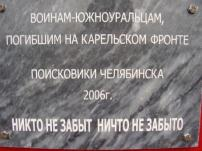 ВОИНАМ-ЮЖНОУРАЛЬЦАМ,
ПОГИБШИМ НА КАРЕЛЬСКОМ ФРОНТЕ
ПОИСКОВИКИ ЧЕЛЯБИНСКА
2006г.
НИКТО НЕ ЗАБЫТ НИЧТО НЕ ЗАБЫТО